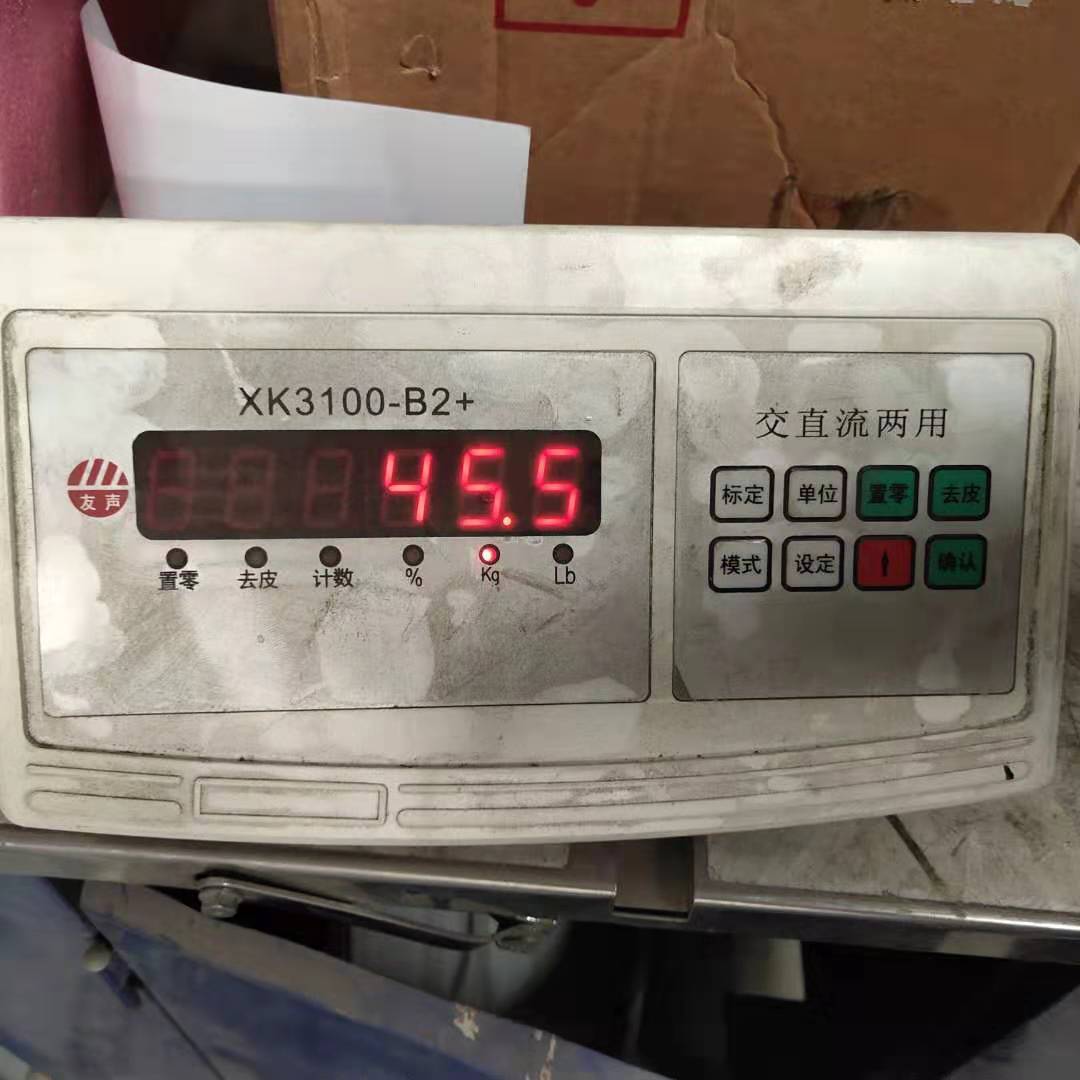 XK3100-B2+
45.5
友声
置零 去皮 计数 % Kg Lb
交直流两用
标定 单位 置零 去皮
模式 设定 ↑ 确认